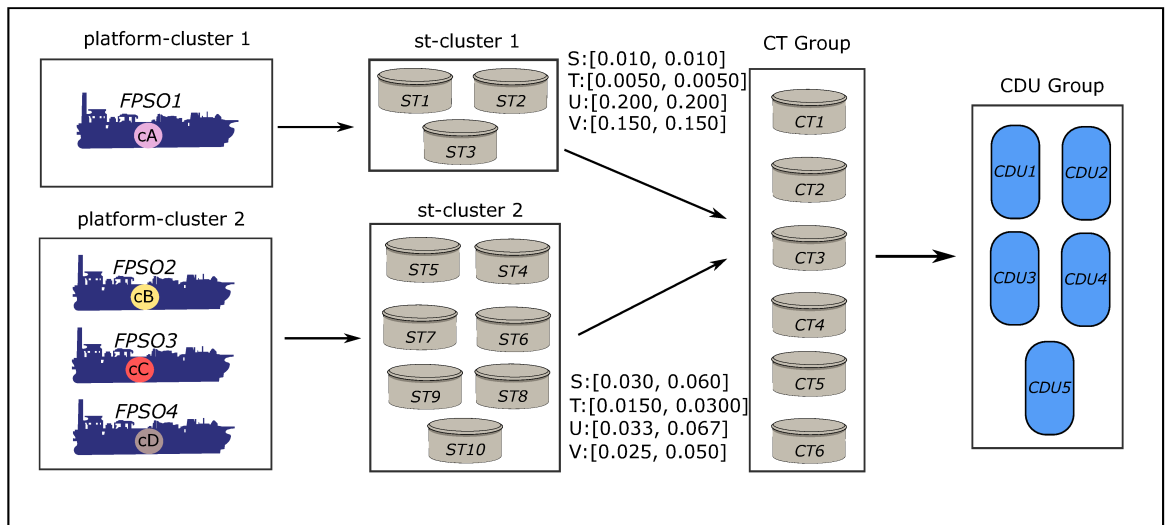 platform-cluster 1
FPSO1
cA
platform-cluster 2
FPSO2
cB
FPSO3
cC
FPSO4
cD
st-cluster 1
ST1
ST2
ST3
S:[0.010, 0.010]
T:[0.0050, 0.0050]
U:[0.200, 0.200]
V:[0.150, 0.150]
st-cluster 2
ST5
ST4
ST7
ST6
ST9
ST8
ST10
S:[0.030, 0.060]
T:[0.0150, 0.0300]
U:[0.033, 0.067]
V:[0.025, 0.050]
CT Group
CT1
CT2
CT3
CT4
CT5
CT6
CDU Group
CDU1
CDU2
CDU3
CDU4
CDU5